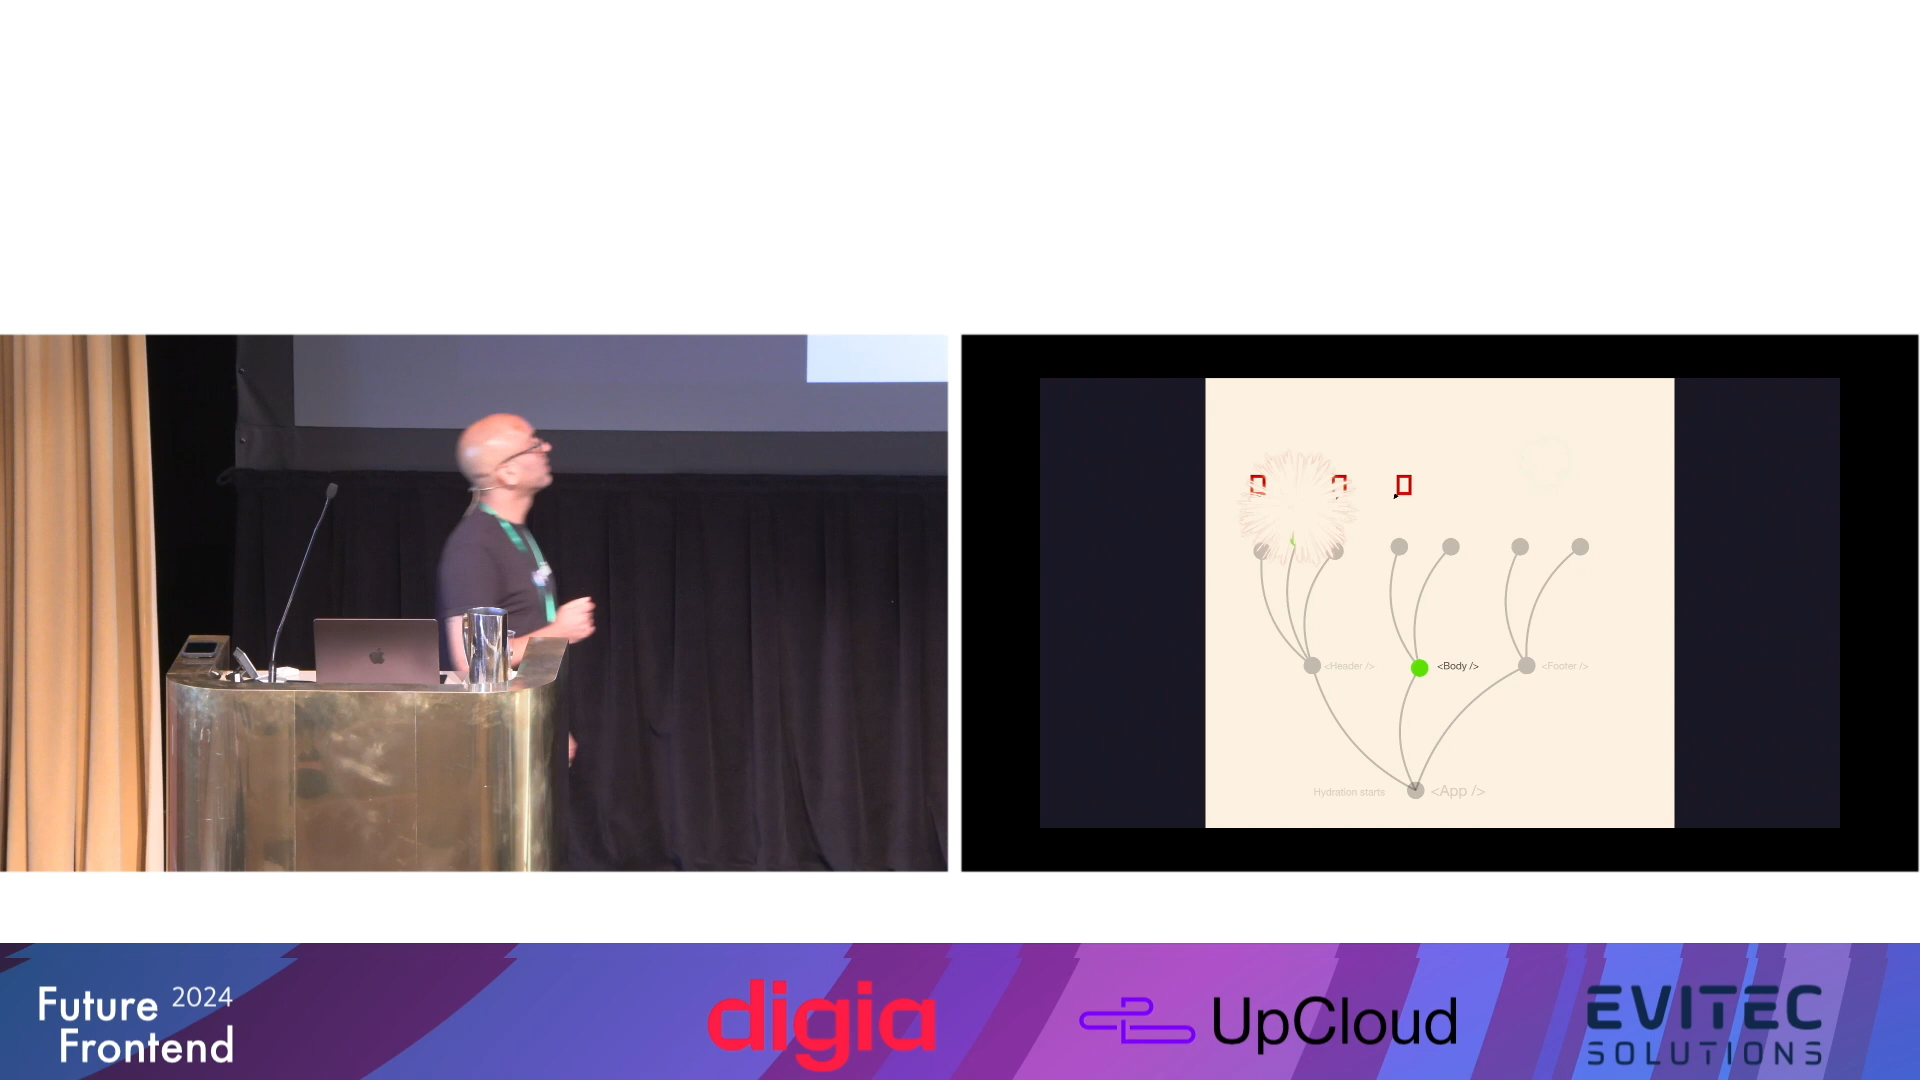 <Header />
<Body />
<Footer />
Hydration starts
<App />
Future 2024
Frontend
digia
UpCloud
EVITEC
SOLUTIONS